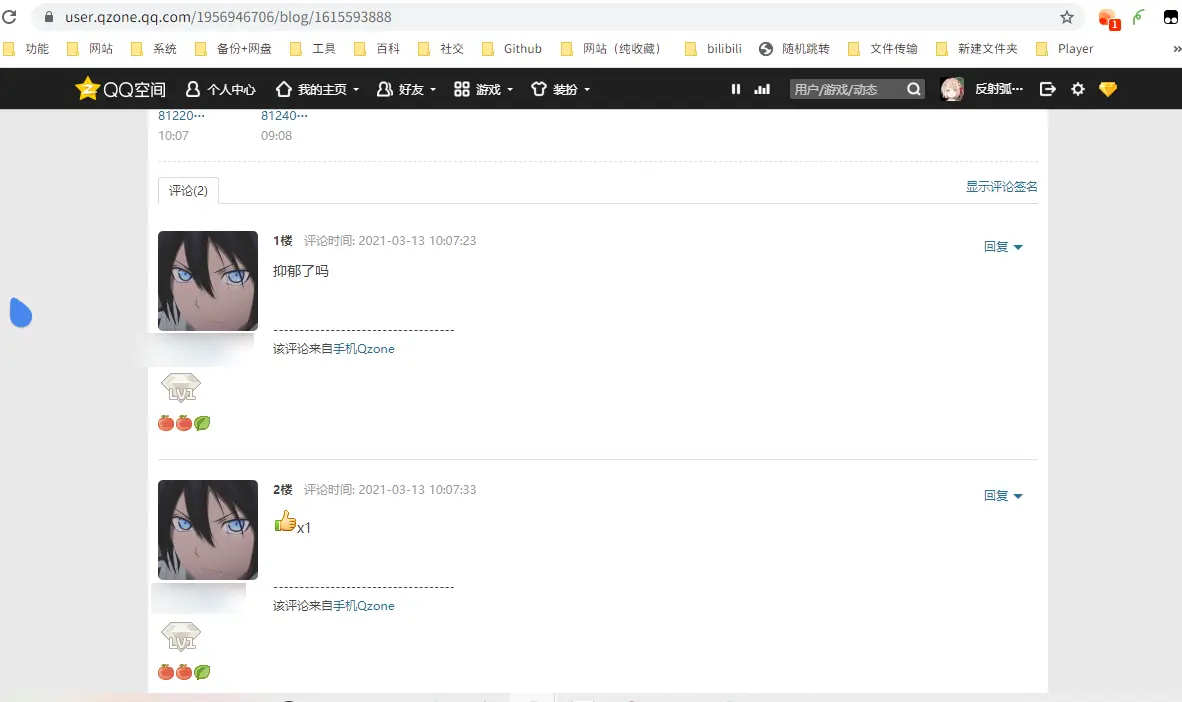 user.qzone.qq.com/1956946706/blog/1615593888
1
功能 网站 系统 备份+网盘 工具 百科 社交 Github 网站（纯收藏） bilibili 随机跳转 文件传输 新建文件夹 Player »
QQ空间 个人中心 我的主页 好友 游戏 装扮 用户/游戏/动态 反射弧···
81220··· 81240···
10:07 09:08
评论(2) 显示评论签名
1楼 评论时间: 2021-03-13 10:07:23 回复
抑郁了吗
-----------------------------------
该评论来自手机Qzone
LV1
2楼 评论时间: 2021-03-13 10:07:33 回复
x1
-----------------------------------
该评论来自手机Qzone
LV1